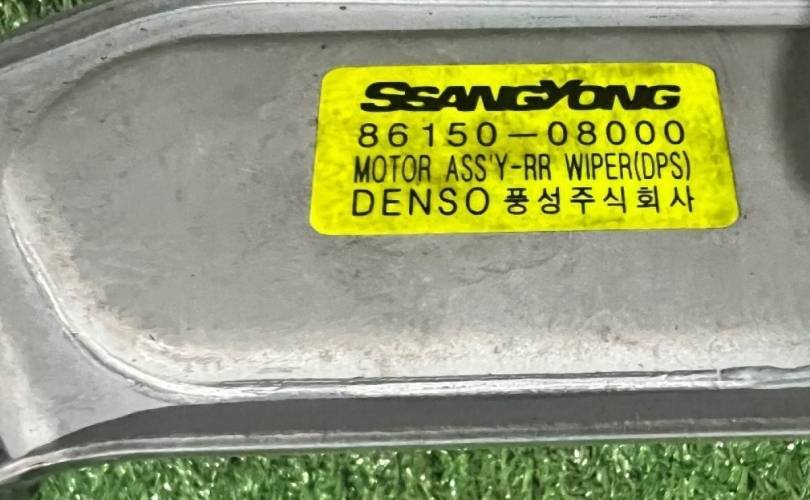 SSANGYONG
86150-08000
MOTOR ASS'Y-RR WIPER(DPS)
DENSO 풍성주식회사